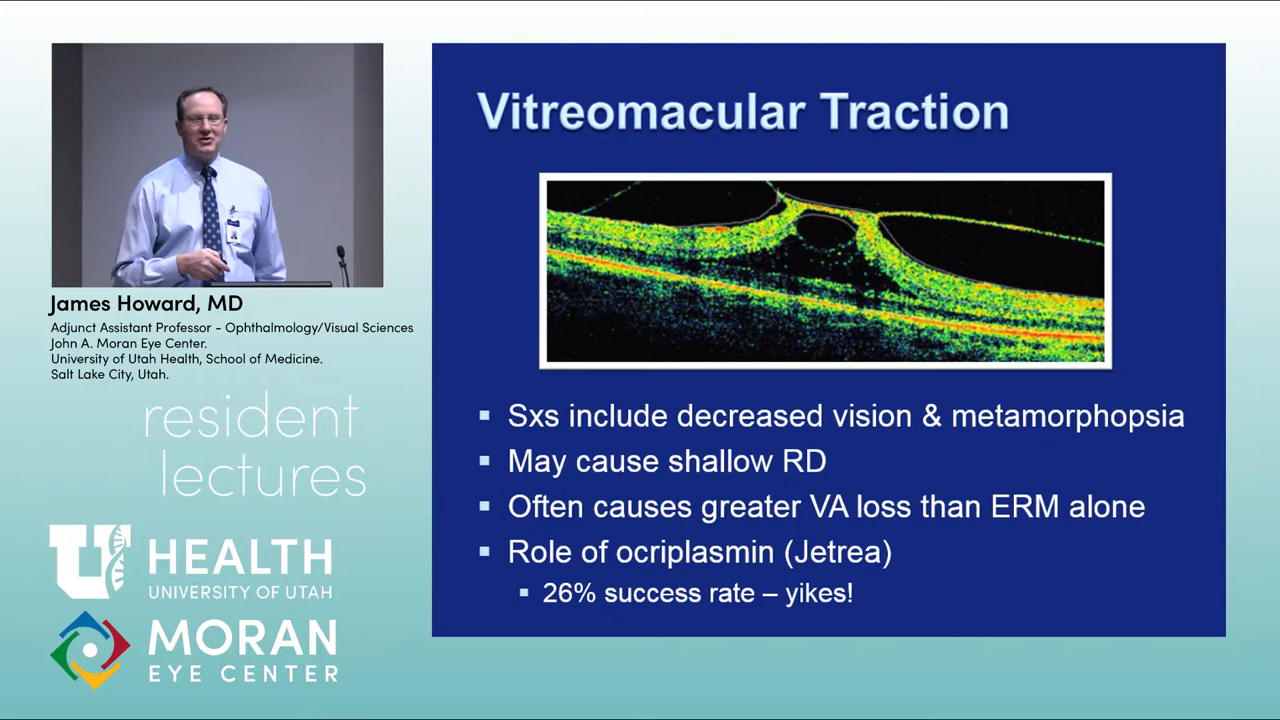 Vitreomacular Traction
▪ Sxs include decreased vision & metamorphopsia
▪ May cause shallow RD
▪ Often causes greater VA loss than ERM alone
▪ Role of ocriplasmin (Jetrea)
▪ 26% success rate – yikes!
James Howard, MD
Adjunct Assistant Professor - Ophthalmology/Visual Sciences
John A. Moran Eye Center.
University of Utah Health, School of Medicine.
Salt Lake City, Utah.
resident
lectures
U HEALTH
UNIVERSITY OF UTAH
MORAN
EYE CENTER